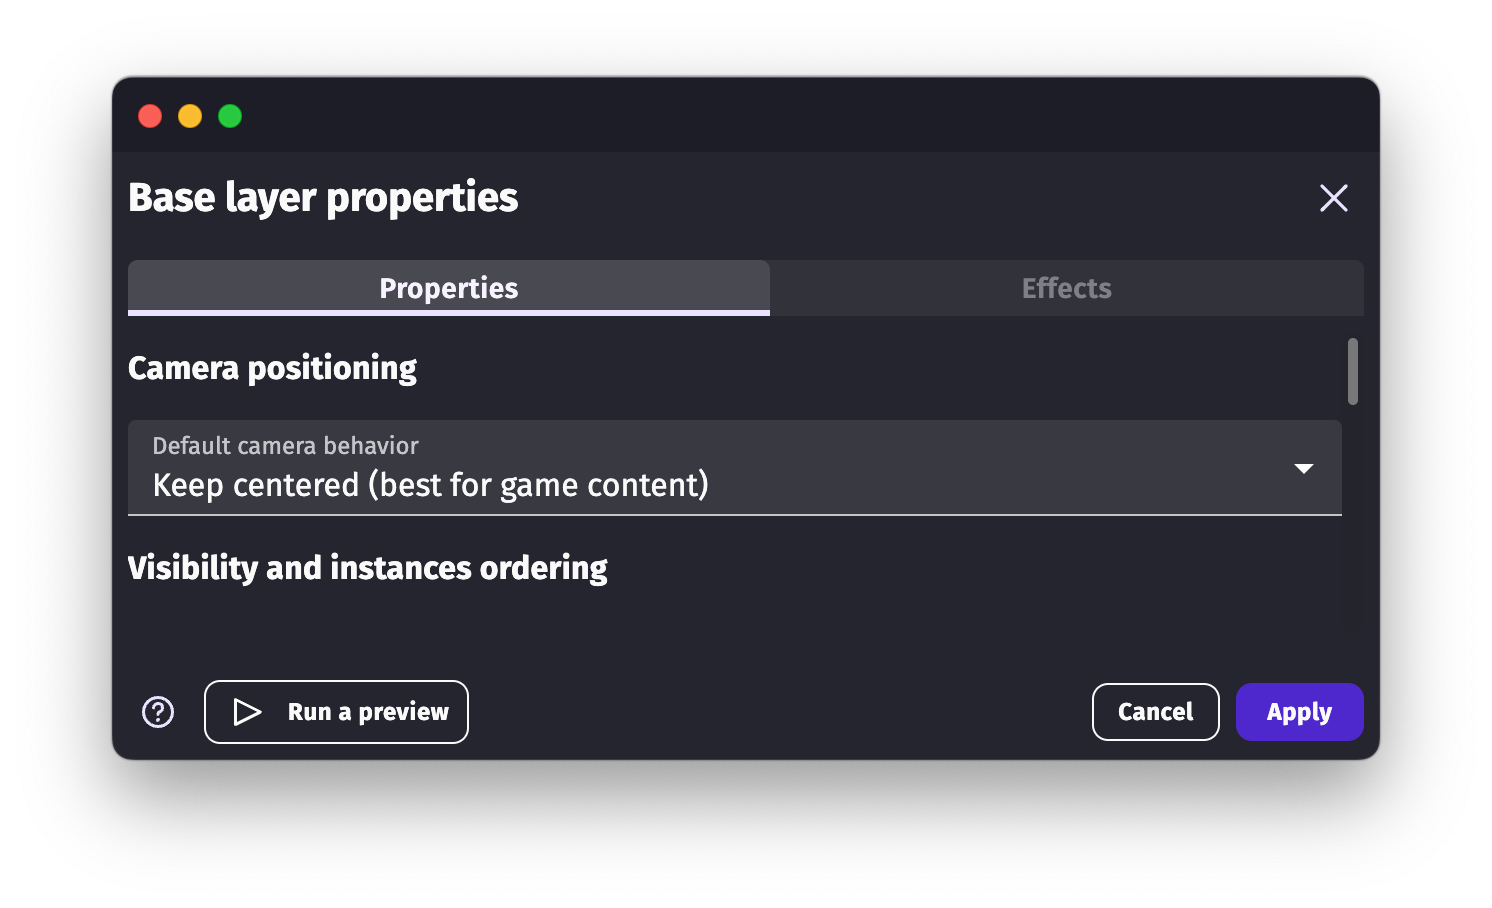 Base layer properties
Properties
Effects
Camera positioning
Default camera behavior
Keep centered (best for game content)
Visibility and instances ordering
Run a preview
Cancel
Apply